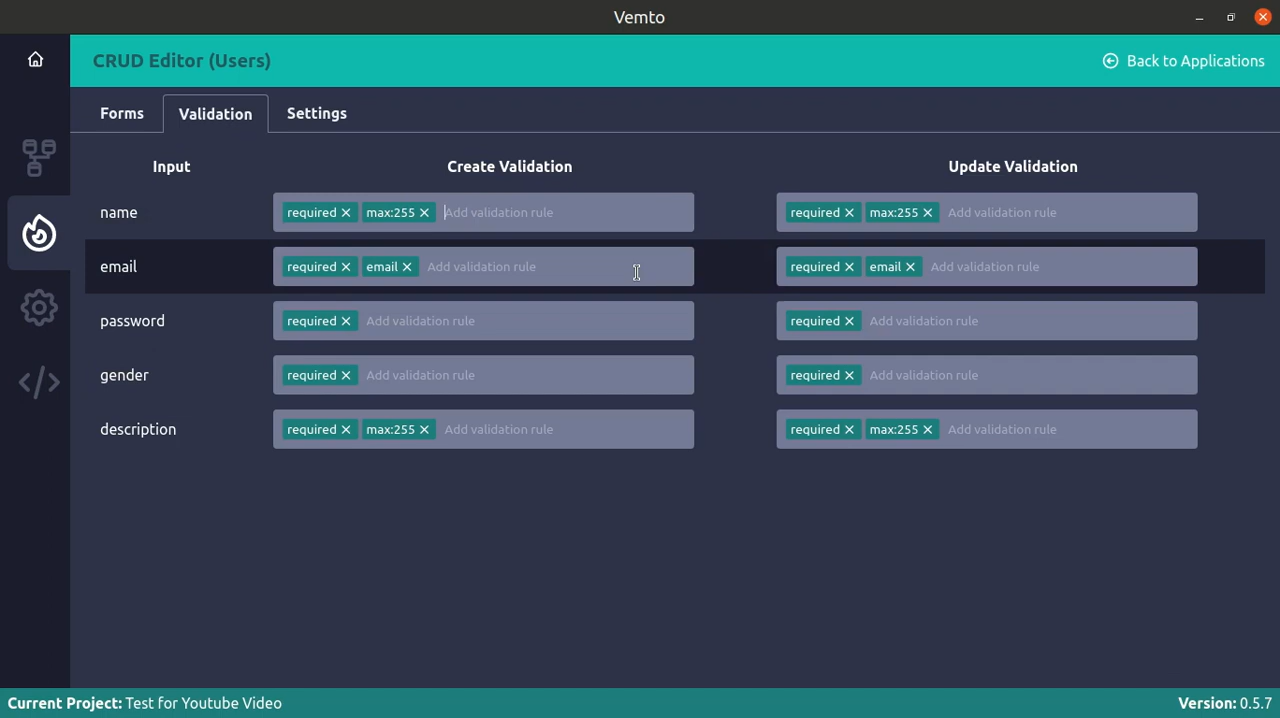 Vemto
CRUD Editor (Users)
Back to Applications
Forms Validation Settings
Input Create Validation Update Validation
name required max:255 Add validation rule required max:255 Add validation rule
email required email Add validation rule required email Add validation rule
password required Add validation rule required Add validation rule
gender required Add validation rule required Add validation rule
description required max:255 Add validation rule required max:255 Add validation rule
Current Project: Test for Youtube Video Version: 0.5.7